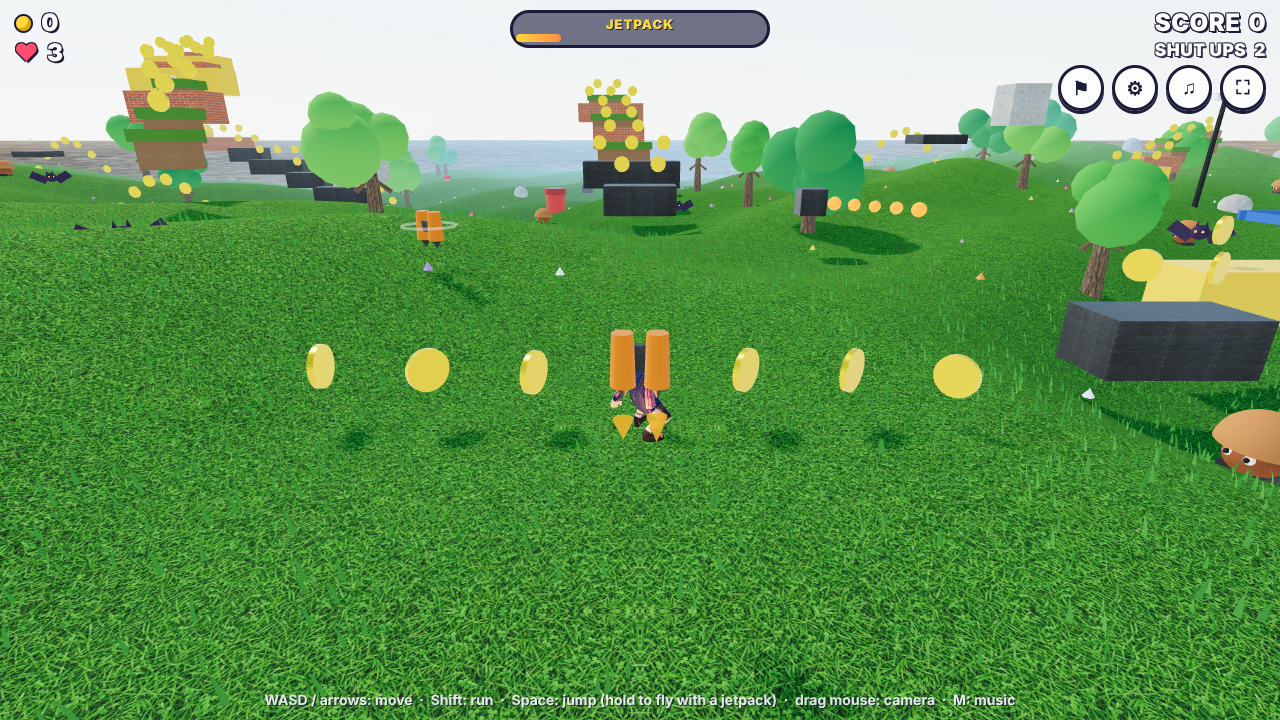 0
3
JETPACK
SCORE 0
SHUT UPS 2
WASD / arrows: move · Shift: run · Space: jump (hold to fly with a jetpack) · drag mouse: camera · M: music